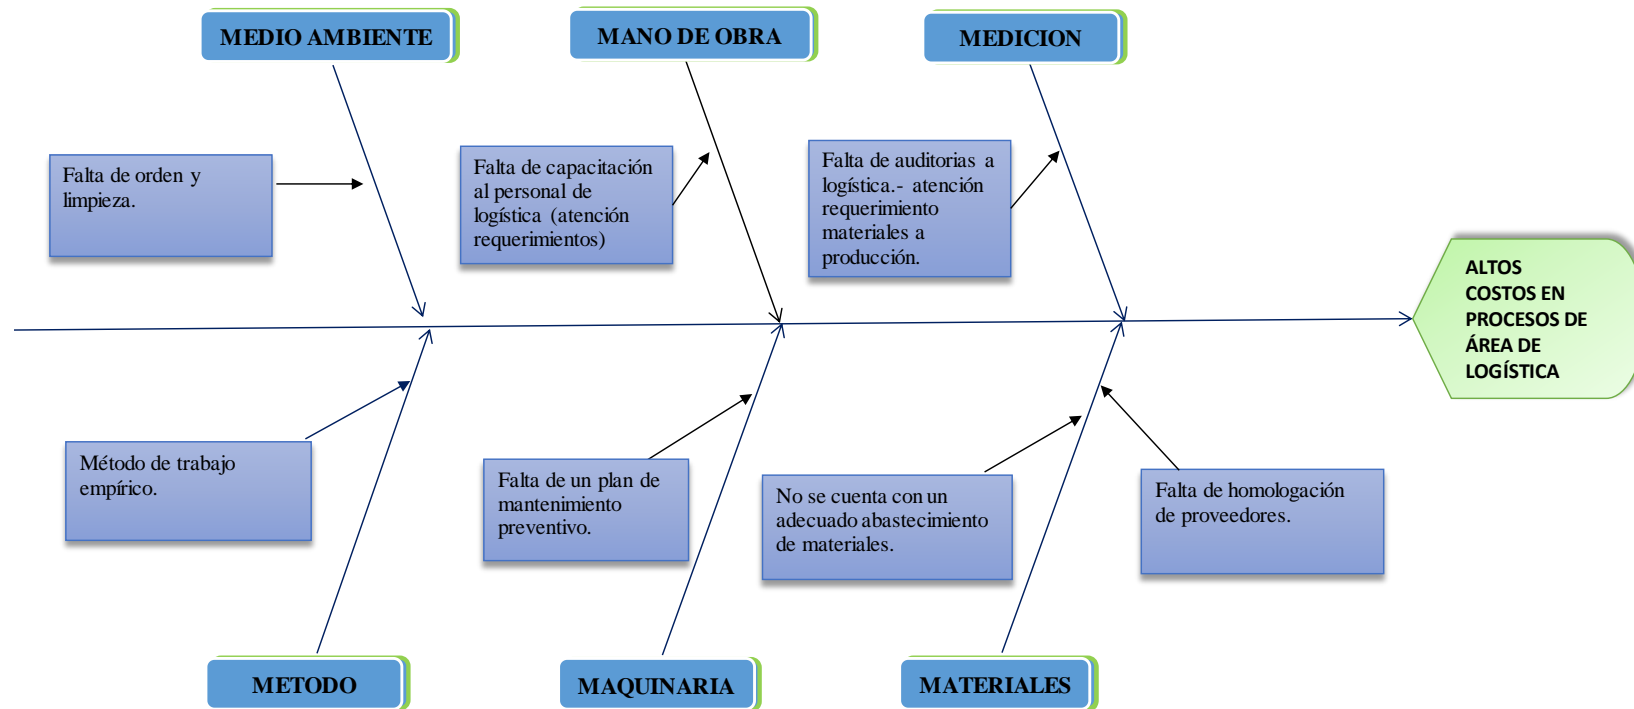 MEDIO AMBIENTE
MANO DE OBRA
MEDICION
Falta de orden y
limpieza.
Falta de capacitación
al personal de
logística (atención
requerimientos)
Falta de auditorias a
logística.- atención
requerimiento
materiales a
producción.
ALTOS
COSTOS EN
PROCESOS DE
ÁREA DE
LOGÍSTICA
Método de trabajo
empírico.
Falta de un plan de
mantenimiento
preventivo.
No se cuenta con un
adecuado abastecimiento
de materiales.
Falta de homologación
de proveedores.
METODO
MAQUINARIA
MATERIALES